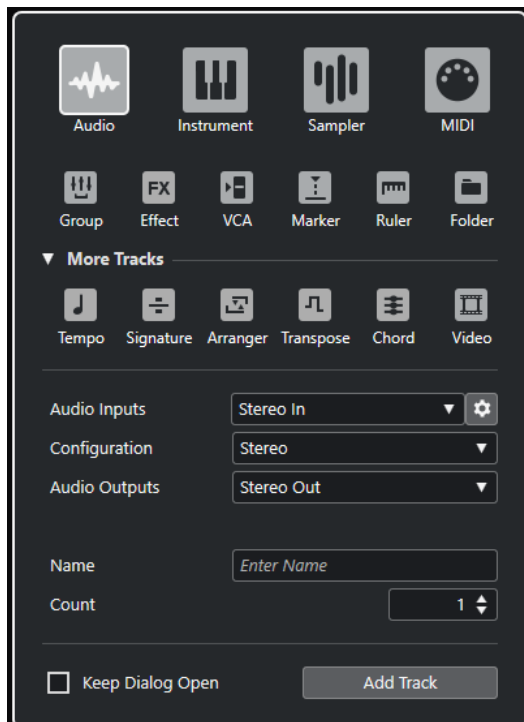 Audio Instrument Sampler MIDI
FX
Group Effect VCA Marker Ruler Folder
More Tracks
Tempo Signature Arranger Transpose Chord Video
Audio Inputs Stereo In
Configuration Stereo
Audio Outputs Stereo Out
Name Enter Name
Count 1
Keep Dialog Open Add Track